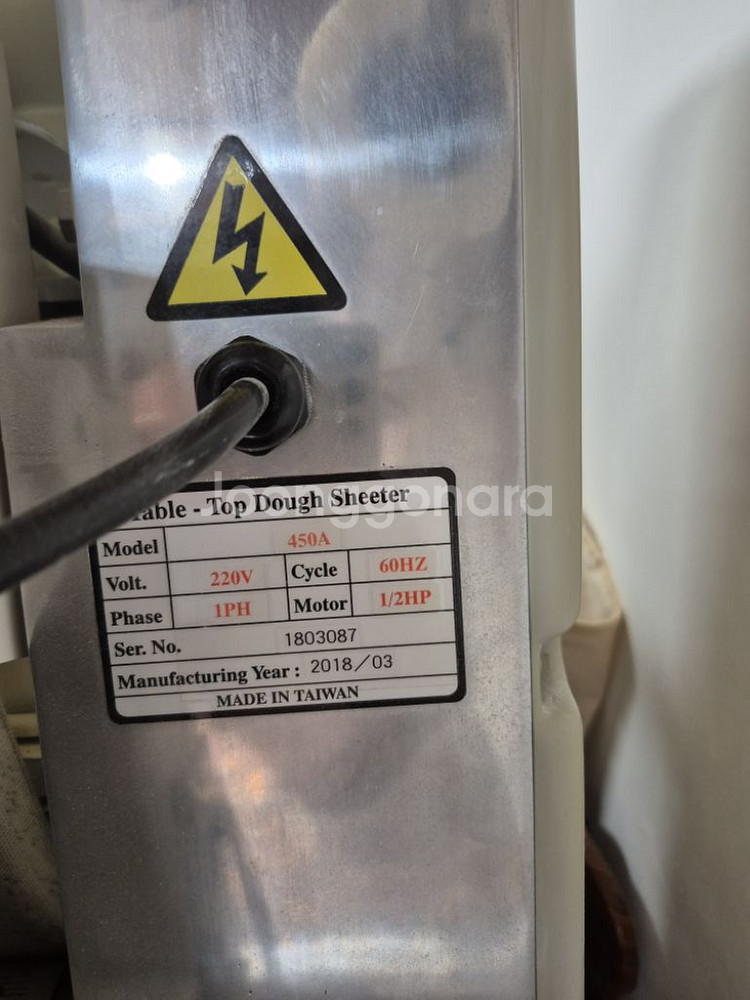 Table - Top Dough Sheeter
Joonggonara
Model 450A
Volt. 220V Cycle 60HZ
Phase 1PH Motor 1/2HP
Ser. No. 1803087
Manufacturing Year : 2018/03
MADE IN TAIWAN